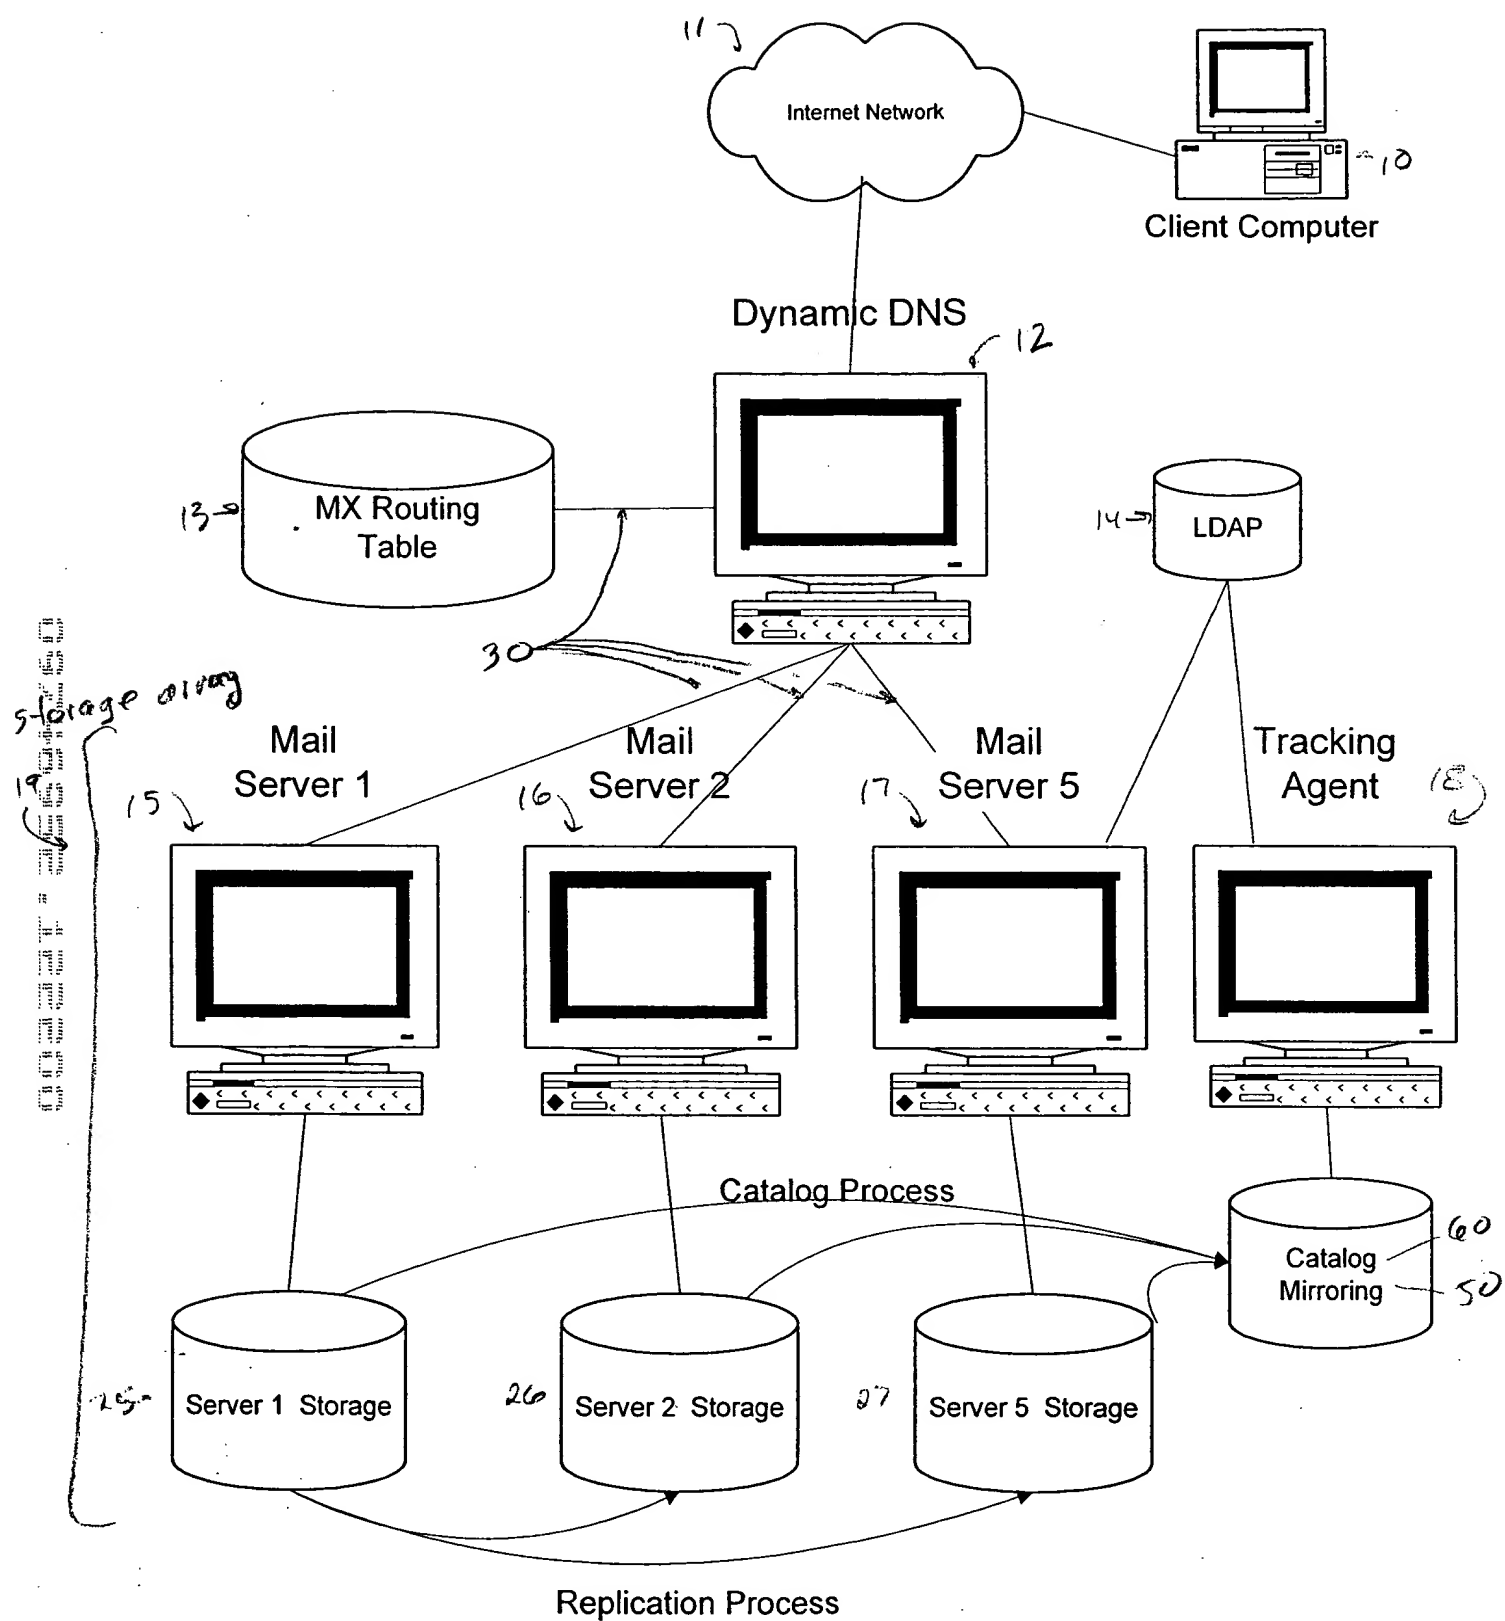 11
Internet Network
10
Client Computer
Dynamic DNS
12
13
MX Routing
Table
14
LDAP
30
storage array
19
Mail
Server 1
Mail
Server 2
Mail
Server 5
Tracking
Agent
15
16
17
18
Catalog Process
Catalog
Mirroring
60
50
25
Server 1 Storage
26
Server 2 Storage
27
Server 5 Storage
Replication Process